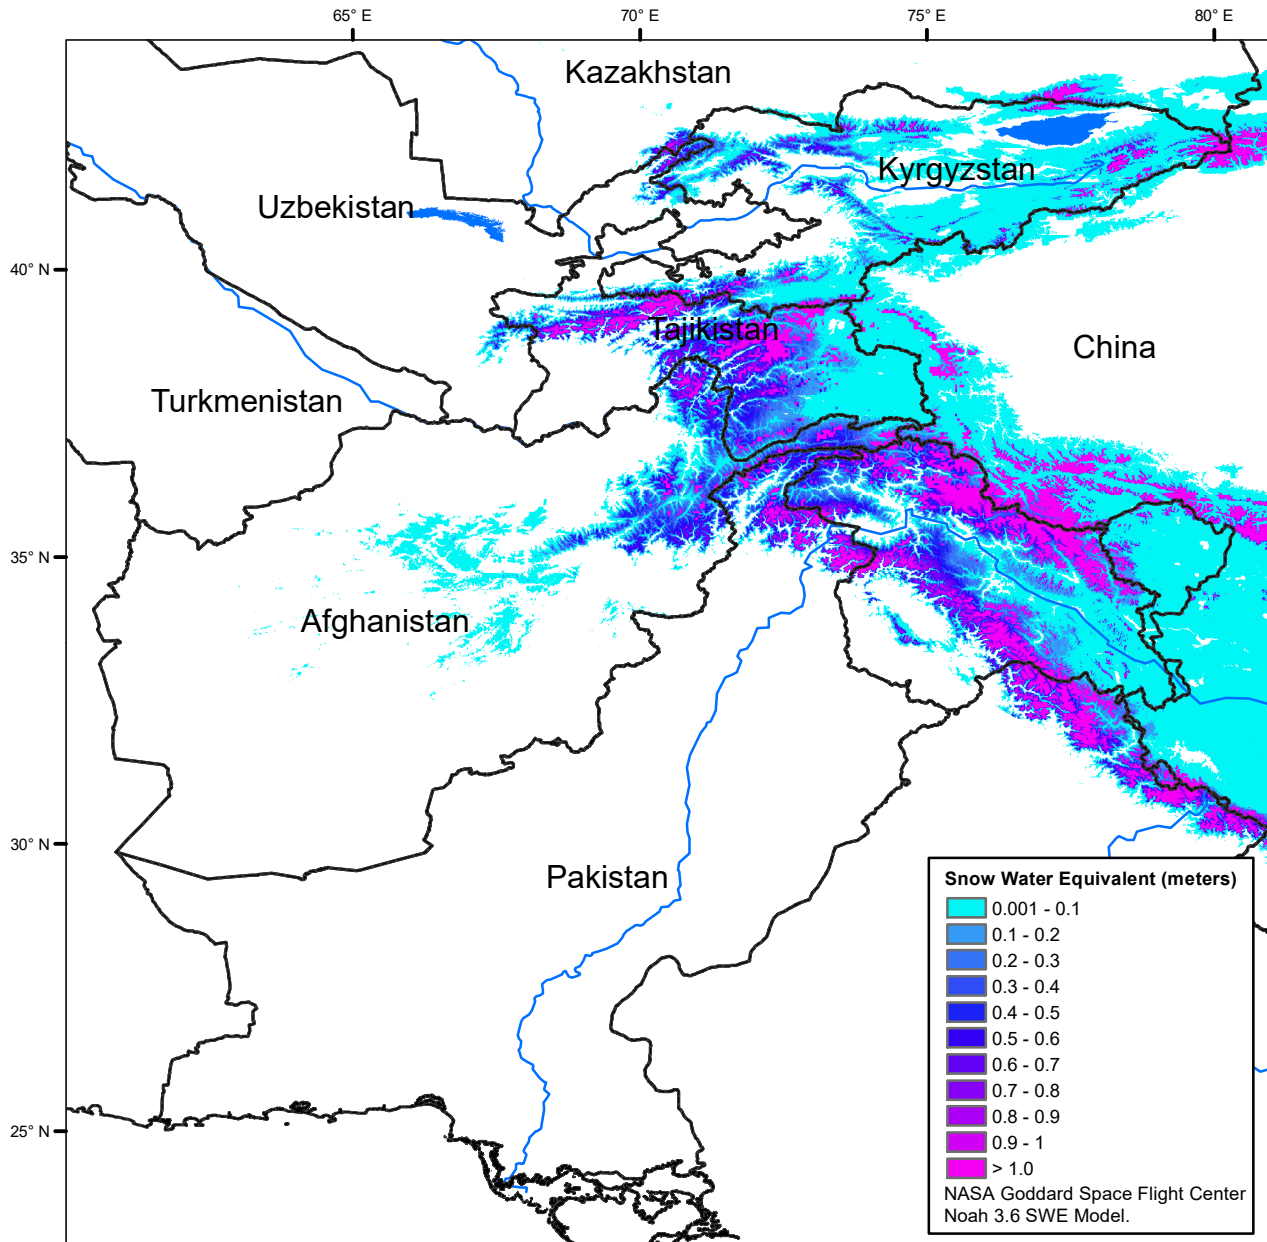 65° E
70° E
75° E
80° E
Kazakhstan
Kyrgyzstan
Uzbekistan
40° N
Tajikistan
China
Turkmenistan
35° N
Afghanistan
30° N
Pakistan
25° N
Snow Water Equivalent (meters)
0.001 - 0.1
0.1 - 0.2
0.2 - 0.3
0.3 - 0.4
0.4 - 0.5
0.5 - 0.6
0.6 - 0.7
0.7 - 0.8
0.8 - 0.9
0.9 - 1
> 1.0
NASA Goddard Space Flight Center
Noah 3.6 SWE Model.